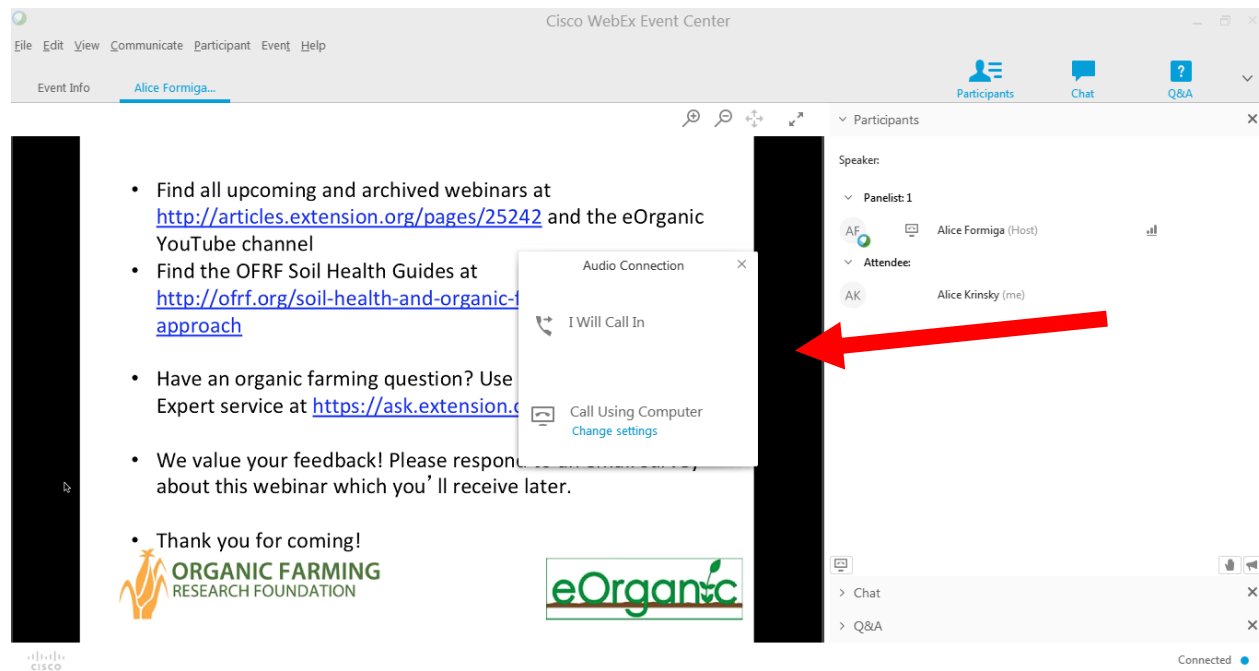 Cisco WebEx Event Center
File Edit View Communicate Participant Event Help
Event Info Alice Formiga...
Participants Chat Q&A
• Find all upcoming and archived webinars at
http://articles.extension.org/pages/25242 and the eOrganic
YouTube channel
• Find the OFRF Soil Health Guides at
http://ofrf.org/soil-health-and-organic-f
approach
• Have an organic farming question? Use
Expert service at https://ask.extension.
• We value your feedback! Please respond
about this webinar which you’ll receive later.
• Thank you for coming!
ORGANIC FARMING
RESEARCH FOUNDATION
eOrganic
Audio Connection
I Will Call In
Call Using Computer
Change settings
Participants
Speaker:
Panelist: 1
AF Alice Formiga (Host)
Attendee:
AK Alice Krinsky (me)
Chat
Q&A
CISCO
Connected